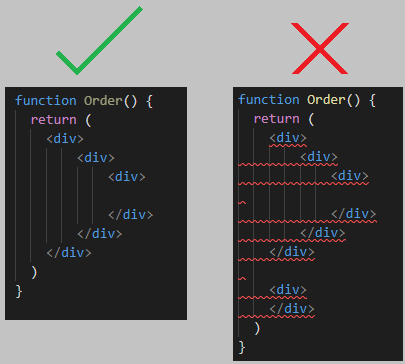 function Order() {
return (
<div>
<div>
<div>
</div>
</div>
</div>
)
}
function Order() {
return (
<div>
<div>
<div>
</div>
</div>
</div>
<div>
</div>
)
}